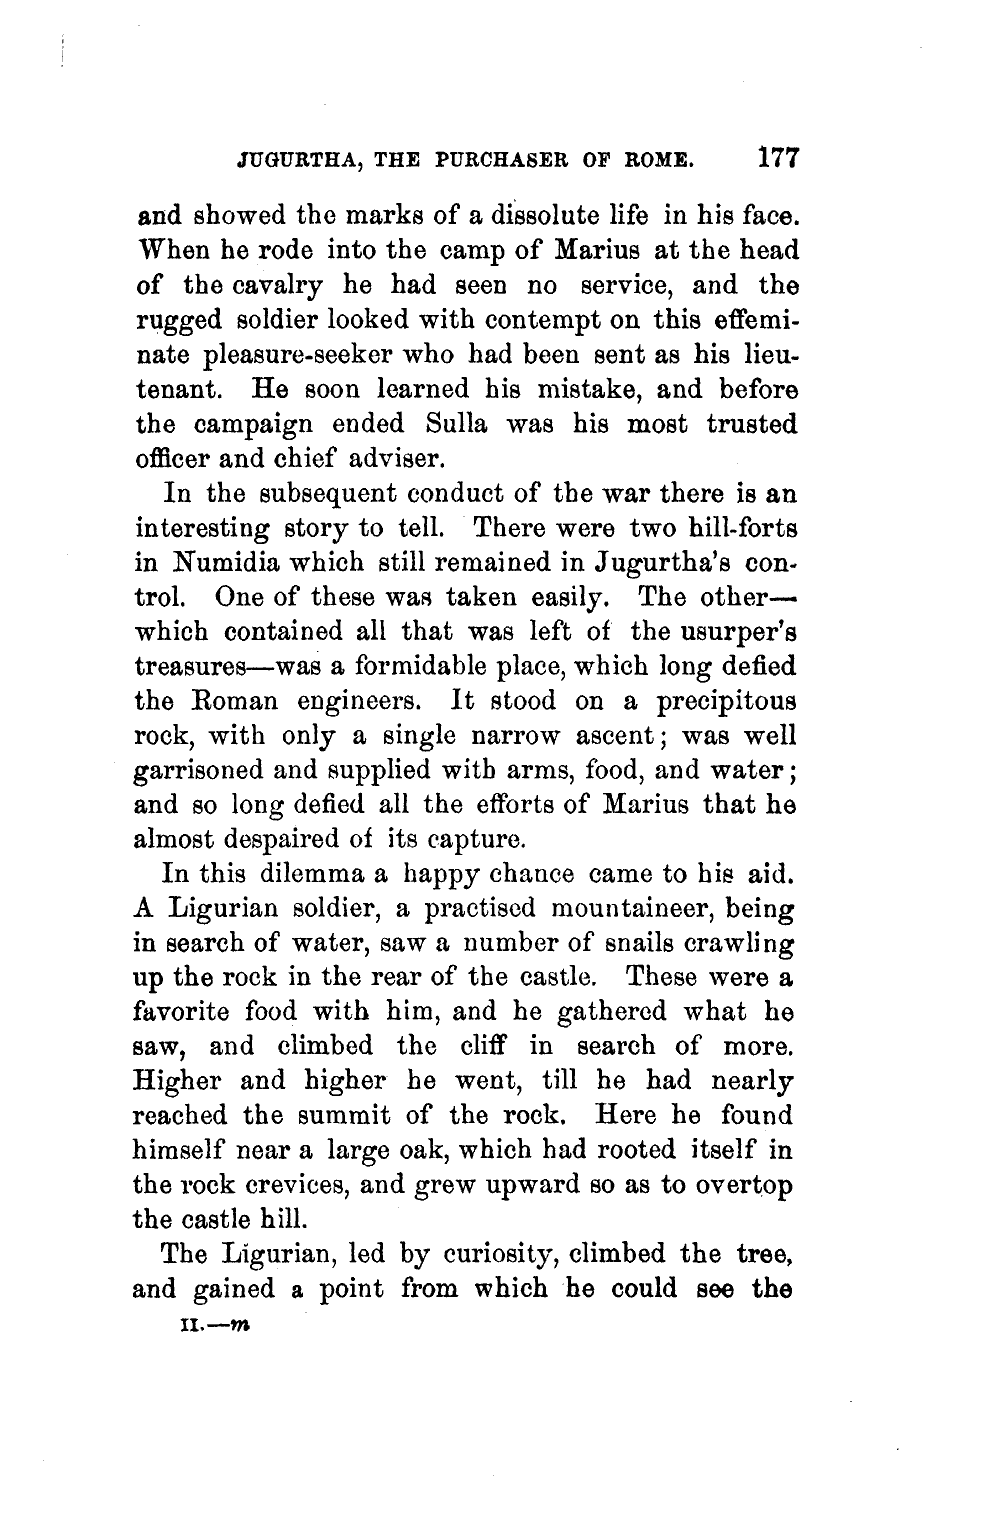 JUGURTHA, THE PURCHASER OF ROME. 177
and showed the marks of a dissolute life in his face.
When he rode into the camp of Marius at the head
of the cavalry he had seen no service, and the
rugged soldier looked with contempt on this effemi-
nate pleasure-seeker who had been sent as his lieu-
tenant. He soon learned his mistake, and before
the campaign ended Sulla was his most trusted
officer and chief adviser.
In the subsequent conduct of the war there is an
interesting story to tell. There were two hill-forts
in Numidia which still remained in Jugurtha's con-
trol. One of these was taken easily. The other—
which contained all that was left of the usurper's
treasures—was a formidable place, which long defied
the Roman engineers. It stood on a precipitous
rock, with only a single narrow ascent; was well
garrisoned and supplied with arms, food, and water;
and so long defied all the efforts of Marius that he
almost despaired of its capture.
In this dilemma a happy chance came to his aid.
A Ligurian soldier, a practised mountaineer, being
in search of water, saw a number of snails crawling
up the rock in the rear of the castle. These were a
favorite food with him, and he gathered what he
saw, and climbed the cliff in search of more.
Higher and higher he went, till he had nearly
reached the summit of the rock. Here he found
himself near a large oak, which had rooted itself in
the rock crevices, and grew upward so as to overtop
the castle hill.
The Ligurian, led by curiosity, climbed the tree,
and gained a point from which he could see the
II.—m